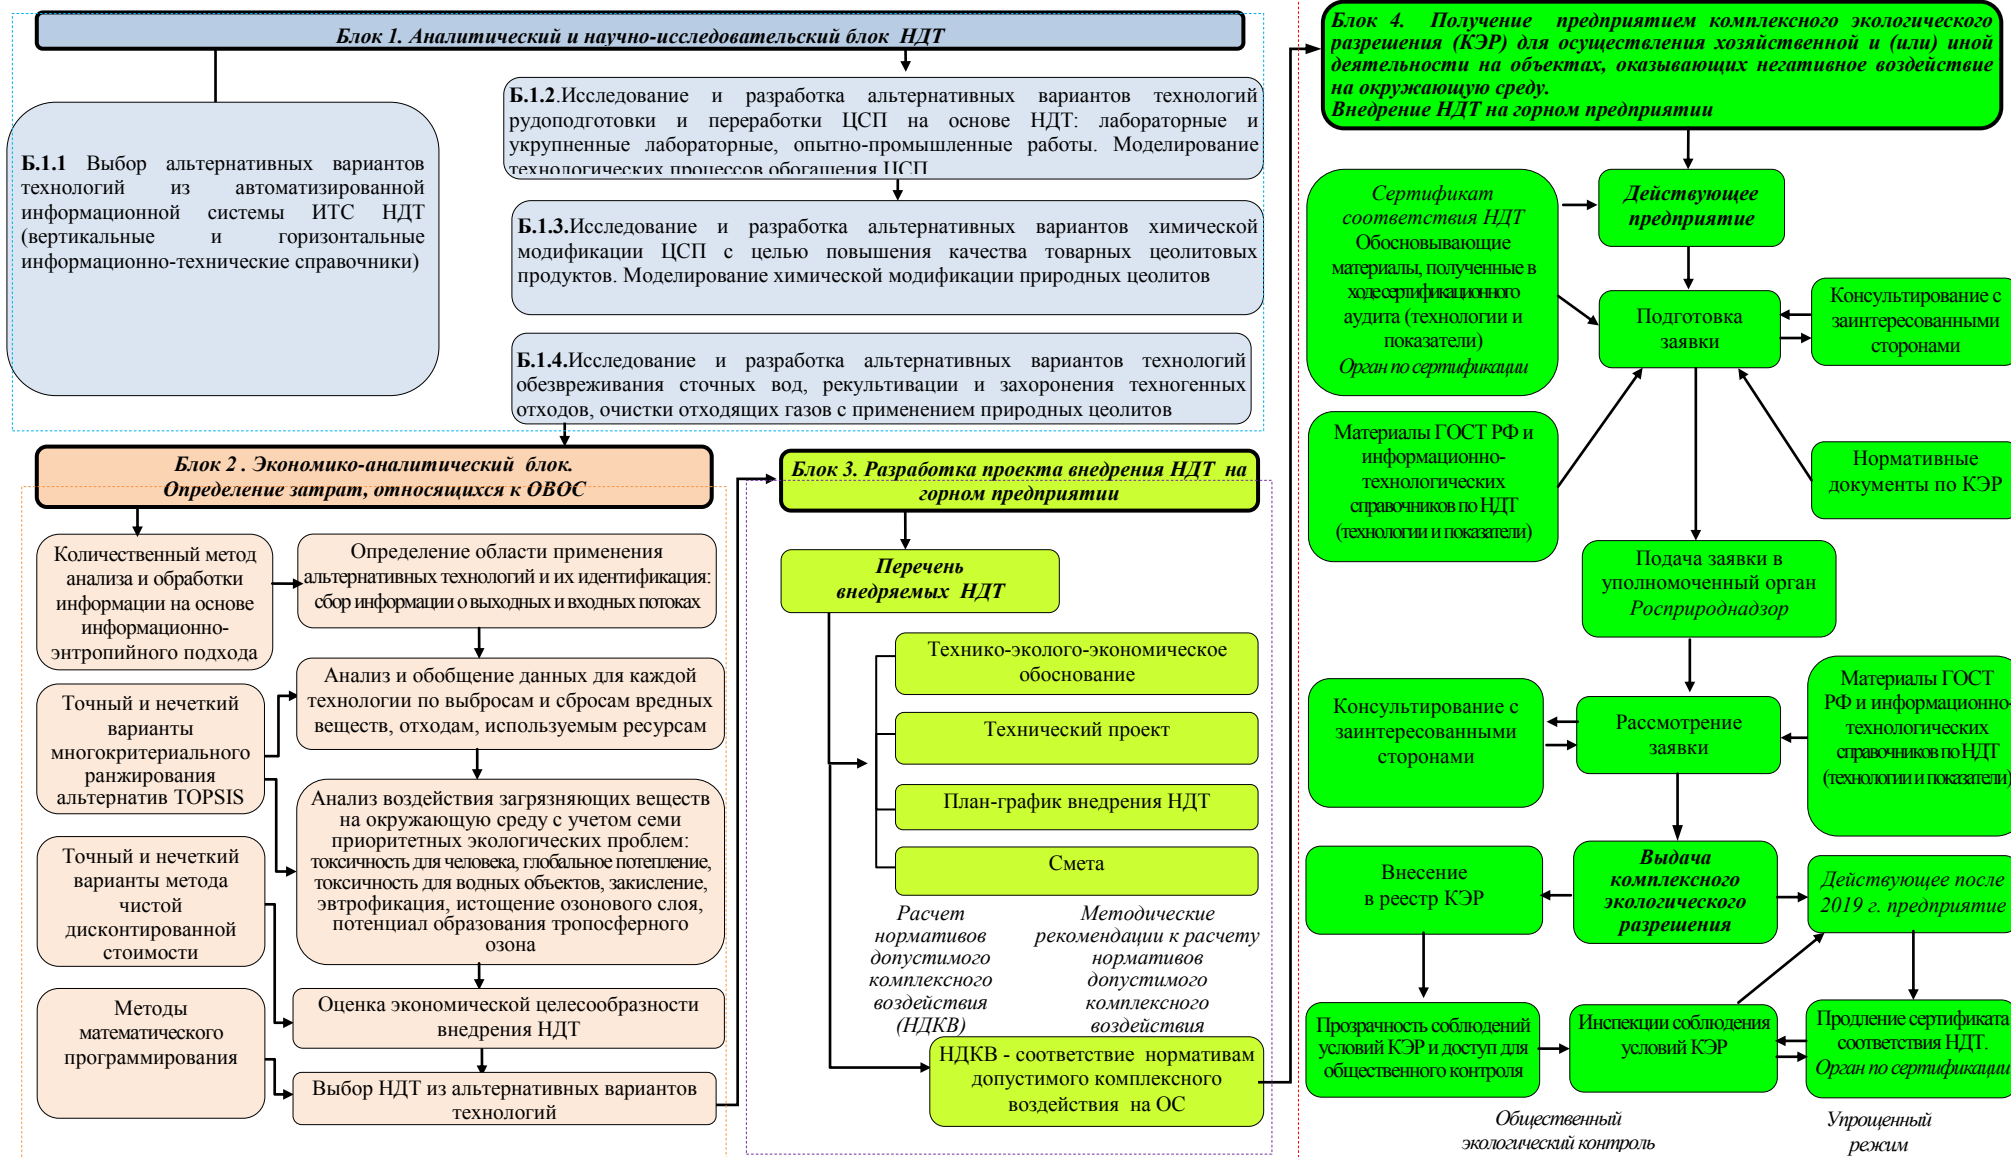 Блок 1. Аналитический и научно-исследовательский блок НДТ
Б.1.1 Выбор альтернативных вариантов
технологий из автоматизированной
информационной системы ИТС НДТ
(вертикальные и горизонтальные
информационно-технические справочники)
Б.1.2.Исследование и разработка альтернативных вариантов технологий
рудоподготовки и переработки ЦСП на основе НДТ: лабораторные и
укрупненные лабораторные, опытно-промышленные работы. Моделирование
технологических процессов обогащения ЦСП
Б.1.3.Исследование и разработка альтернативных вариантов химической
модификации ЦСП с целью повышения качества товарных цеолитовых
продуктов. Моделирование химической модификации природных цеолитов
Б.1.4.Исследование и разработка альтернативных вариантов технологий
обезвреживания сточных вод, рекультивации и захоронения техногенных
отходов, очистки отходящих газов с применением природных цеолитов
Блок 2 . Экономико-аналитический блок.
Определение затрат, относящихся к ОВОС
Количественный метод
анализа и обработки
информации на основе
информационно-
энтропийного подхода
Точный и нечеткий
варианты
многокритериального
ранжирования
альтернатив TOPSIS
Точный и нечеткий
варианты метода
чистой
дисконтированной
стоимости
Методы
математического
программирования
Определение области применения
альтернативных технологий и их идентификация:
сбор информации о выходных и входных потоках
Анализ и обобщение данных для каждой
технологии по выбросам и сбросам вредных
веществ, отходам, используемым ресурсам
Анализ воздействия загрязняющих веществ
на окружающую среду с учетом семи
приоритетных экологических проблем:
токсичность для человека, глобальное потепление,
токсичность для водных объектов, закисление,
эвтрофикация, истощение озонового слоя,
потенциал образования тропосферного
озона
Оценка экономической целесообразности
внедрения НДТ
Выбор НДТ из альтернативных вариантов
технологий
Блок 3. Разработка проекта внедрения НДТ на
горном предприятии
Перечень
внедряемых НДТ
Технико-эколого-экономическое
обоснование
Технический проект
План-график внедрения НДТ
Смета
Расчет
нормативов
допустимого
комплексного
воздействия
(НДКВ)
Методические
рекомендации к расчету
нормативов
допустимого
комплексного
воздействия
НДКВ - соответствие нормативам
допустимого комплексного
воздействия на ОС
Блок 4. Получение предприятием комплексного экологического
разрешения (КЭР) для осуществления хозяйственной и (или) иной
деятельности на объектах, оказывающих негативное воздействие
на окружающую среду.
Внедрение НДТ на горном предприятии
Сертификат
соответствия НДТ
Обосновывающие
материалы, полученные в
ходе сертификационного
аудита (технологии и
показатели)
Орган по сертификации
Действующее
предприятие
Подготовка
заявки
Консультирование с
заинтересованными
сторонами
Материалы ГОСТ РФ и
информационно-
технологических
справочников по НДТ
(технологии и показатели)
Нормативные
документы по КЭР
Подача заявки в
уполномоченный орган
Росприроднадзор
Консультирование с
заинтересованными
сторонами
Рассмотрение
заявки
Материалы ГОСТ
РФ и информационно-
технологических
справочников по НДТ
(технологии и показатели)
Внесение
в реестр КЭР
Выдача
комплексного
экологического
разрешения
Действующее после
2019 г. предприятие
Прозрачность соблюдений
условий КЭР и доступ для
общественного контроля
Инспекции соблюдения
условий КЭР
Продление сертификата
соответствия НДТ.
Орган по сертификации
Общественный
экологический контроль
Упрощенный
режим